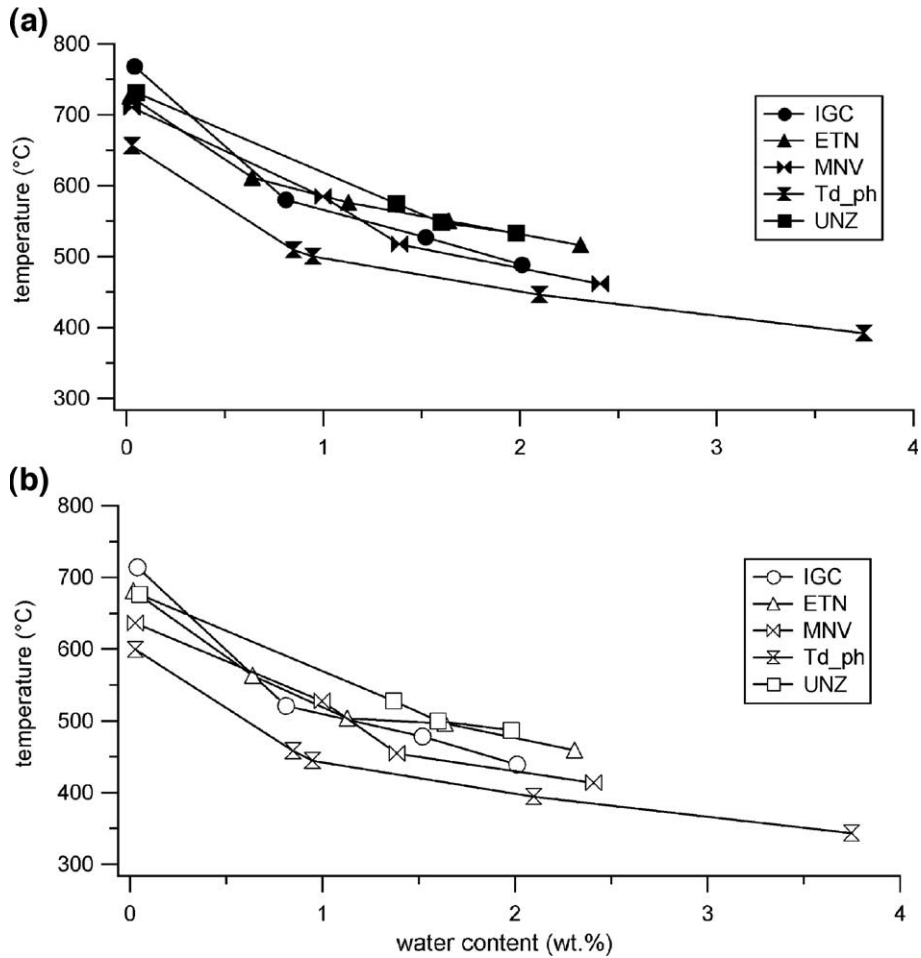 (a)
800
700
600
500
400
300
temperature (°C)
IGC
ETN
MNV
Td_ph
UNZ
0 1 2 3 4
(b)
800
700
600
500
400
300
temperature (°C)
IGC
ETN
MNV
Td_ph
UNZ
0 1 2 3 4
water content (wt.%)